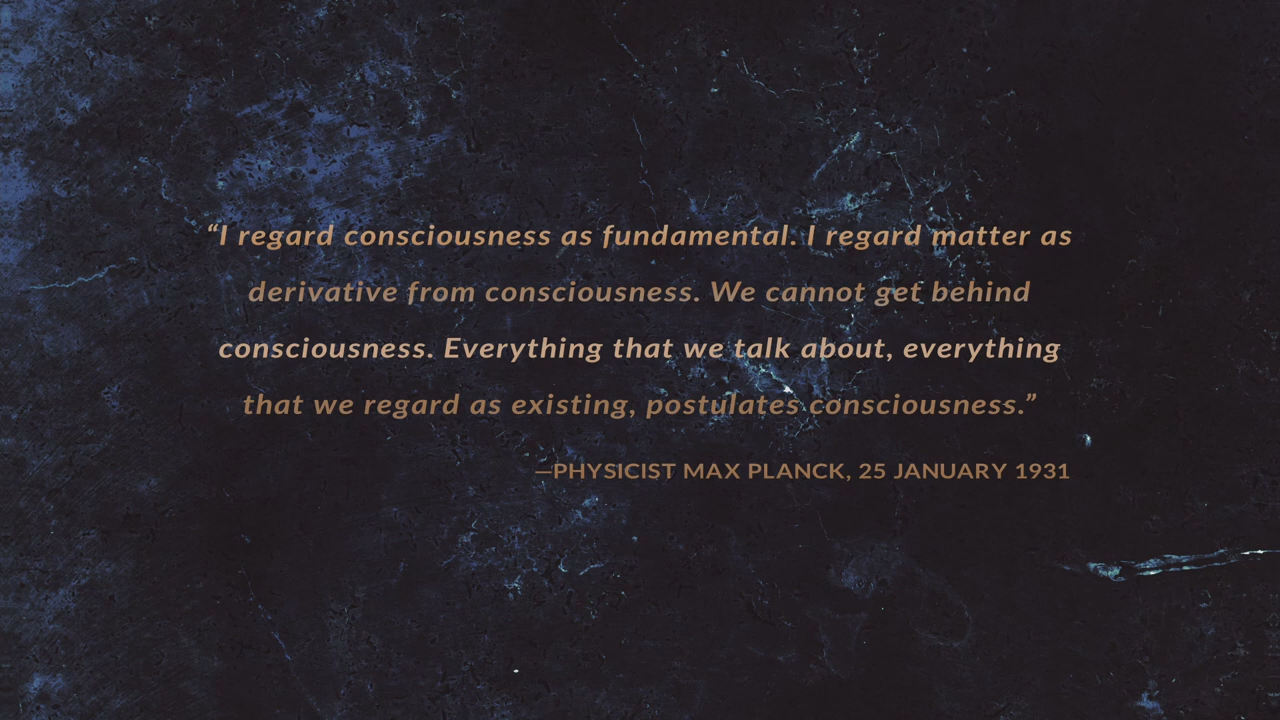 “I regard consciousness as fundamental. I regard matter as
derivative from consciousness. We cannot get behind
consciousness. Everything that we talk about, everything
that we regard as existing, postulates consciousness.”
—PHYSICIST MAX PLANCK, 25 JANUARY 1931